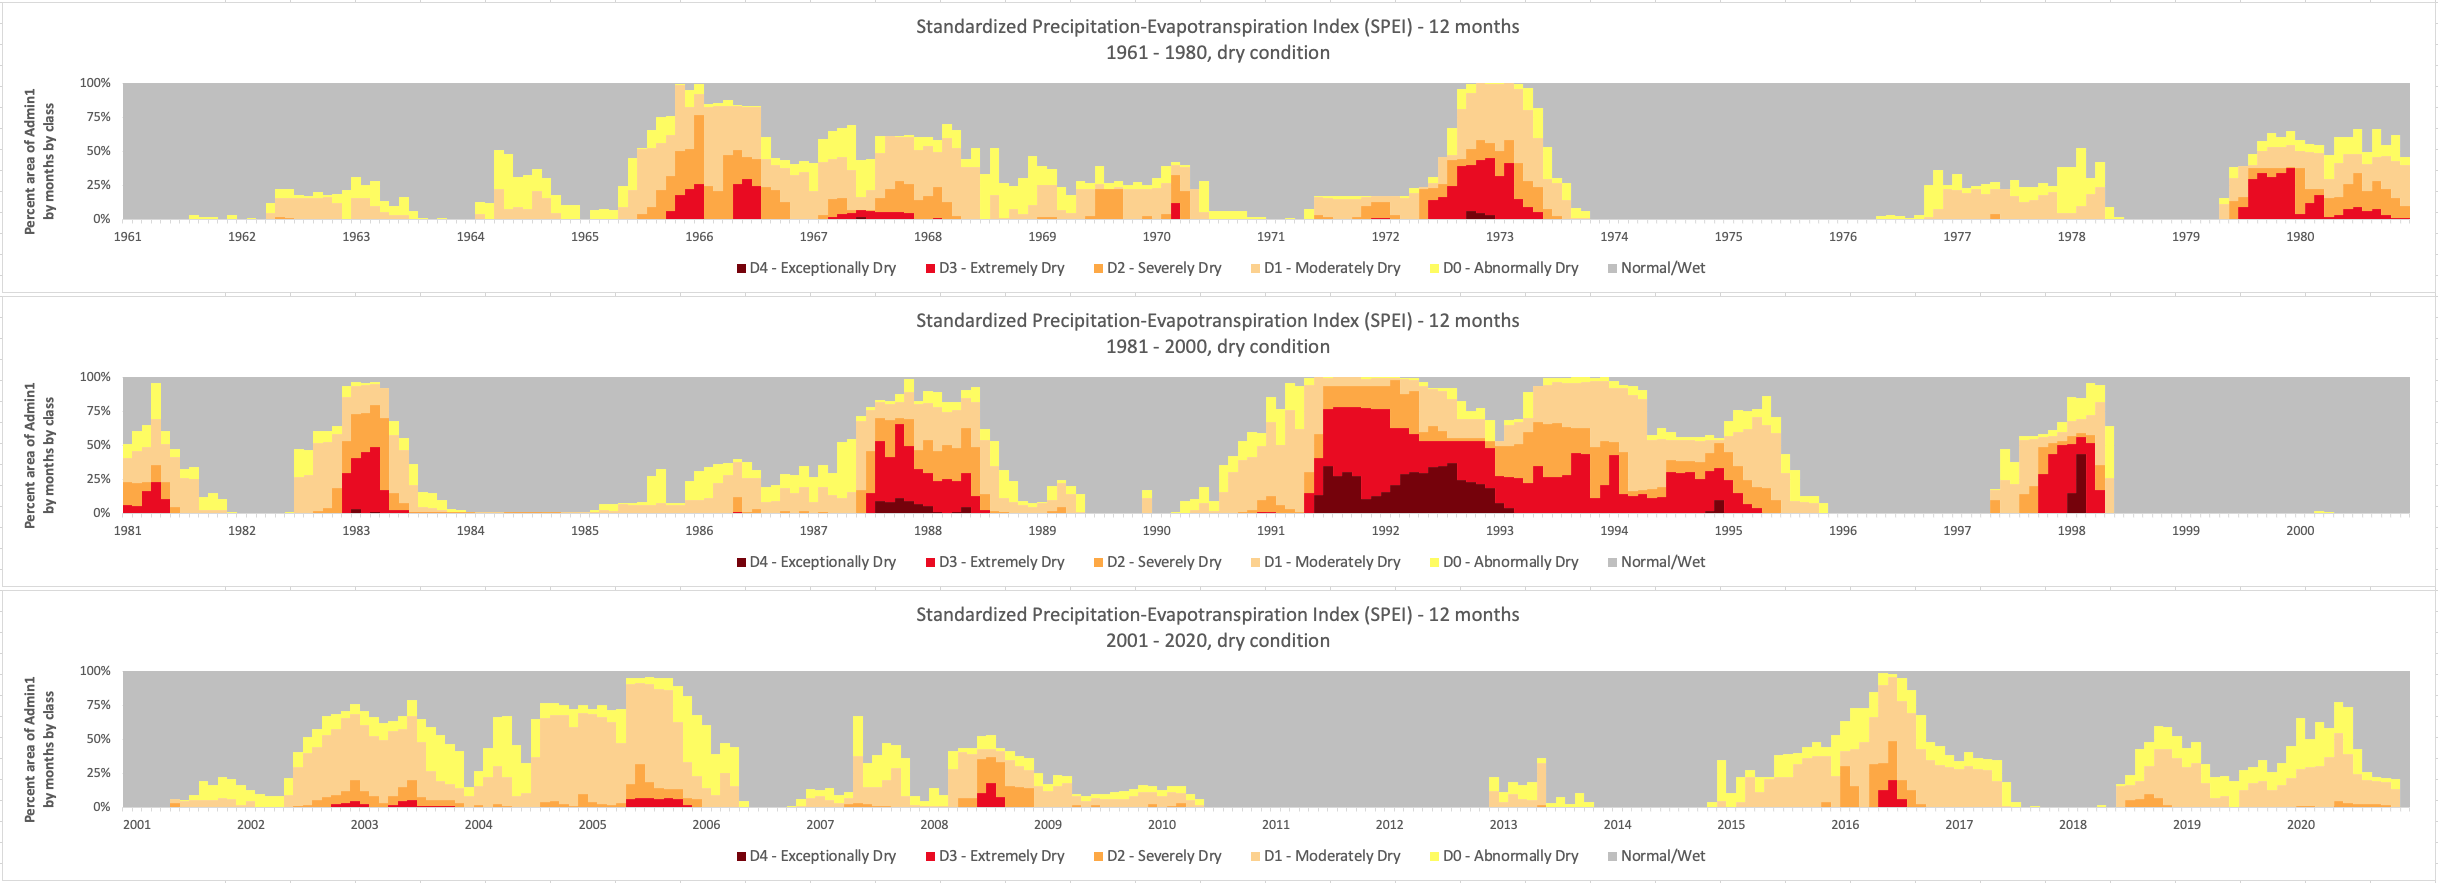 Standardized Precipitation-Evapotranspiration Index (SPEI) - 12 months
1961 - 1980, dry condition
Percent area of Admin1
by months by class
100%
75%
50%
25%
0%
1961 1962 1963 1964 1965 1966 1967 1968 1969 1970 1971 1972 1973 1974 1975 1976 1977 1978 1979 1980
D4 - Exceptionally Dry D3 - Extremely Dry D2 - Severely Dry D1 - Moderately Dry D0 - Abnormally Dry Normal/Wet
Standardized Precipitation-Evapotranspiration Index (SPEI) - 12 months
1981 - 2000, dry condition
Percent area of Admin1
by months by class
100%
75%
50%
25%
0%
1981 1982 1983 1984 1985 1986 1987 1988 1989 1990 1991 1992 1993 1994 1995 1996 1997 1998 1999 2000
D4 - Exceptionally Dry D3 - Extremely Dry D2 - Severely Dry D1 - Moderately Dry D0 - Abnormally Dry Normal/Wet
Standardized Precipitation-Evapotranspiration Index (SPEI) - 12 months
2001 - 2020, dry condition
Percent area of Admin1
by months by class
100%
75%
50%
25%
0%
2001 2002 2003 2004 2005 2006 2007 2008 2009 2010 2011 2012 2013 2014 2015 2016 2017 2018 2019 2020
D4 - Exceptionally Dry D3 - Extremely Dry D2 - Severely Dry D1 - Moderately Dry D0 - Abnormally Dry Normal/Wet